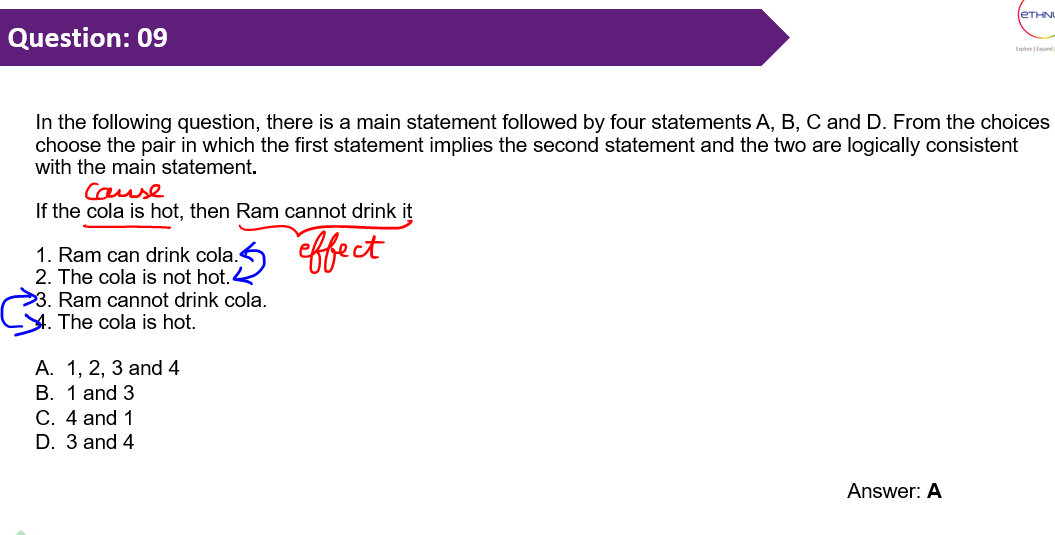 Question: 09
In the following question, there is a main statement followed by four statements A, B, C and D. From the choices
choose the pair in which the first statement implies the second statement and the two are logically consistent
with the main statement.
cause
If the cola is hot, then Ram cannot drink it
effect
1. Ram can drink cola.
2. The cola is not hot.
3. Ram cannot drink cola.
4. The cola is hot.
A. 1, 2, 3 and 4
B. 1 and 3
C. 4 and 1
D. 3 and 4
Answer: A